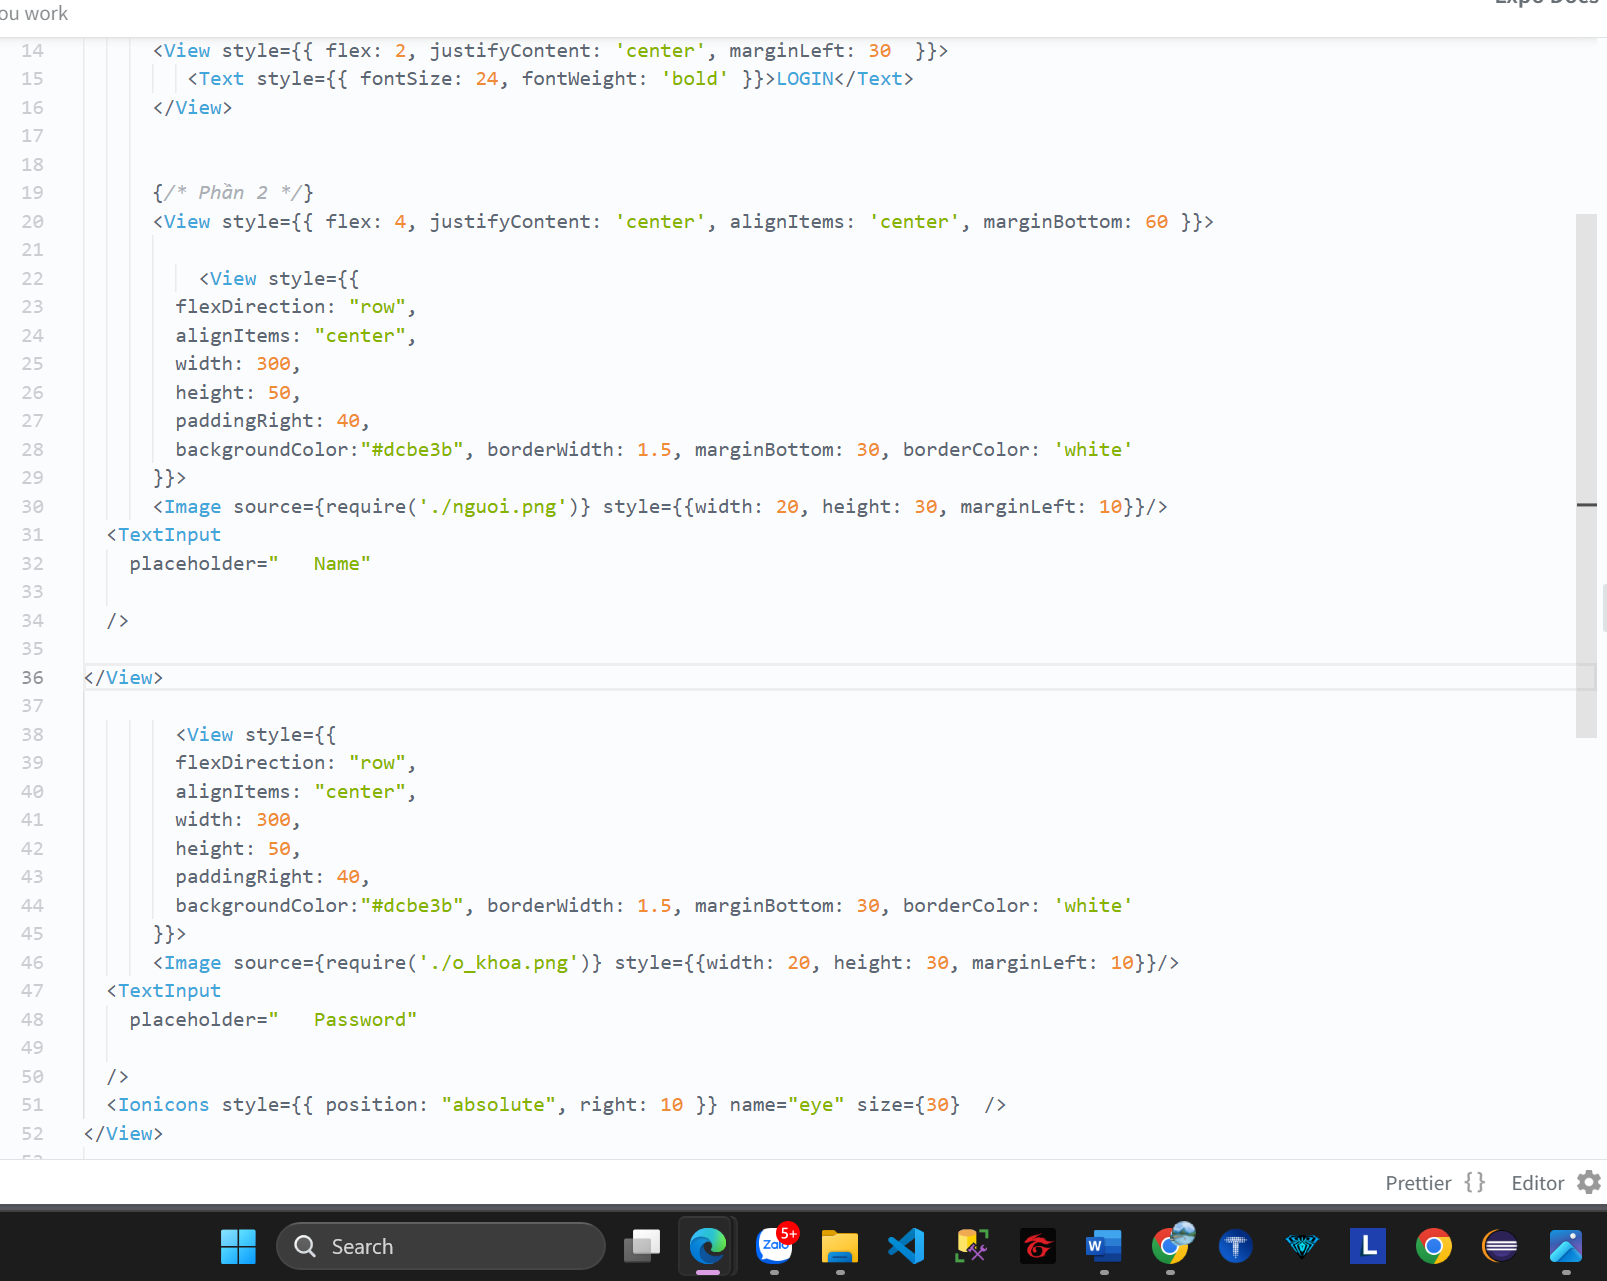 ou work
Expo Docs
14 <View style={{ flex: 2, justifyContent: 'center', marginLeft: 30  }}>
15 <Text style={{ fontSize: 24, fontWeight: 'bold' }}>LOGIN</Text>
16 </View>
17
18
19 {/* Phần 2 */}
20 <View style={{ flex: 4, justifyContent: 'center', alignItems: 'center', marginBottom: 60 }}>
21
22 <View style={{
23 flexDirection: "row",
24 alignItems: "center",
25 width: 300,
26 height: 50,
27 paddingRight: 40,
28 backgroundColor:"#dcbe3b", borderWidth: 1.5, marginBottom: 30, borderColor: 'white'
29 }}>
30 <Image source={require('./nguoi.png')} style={{width: 20, height: 30, marginLeft: 10}}/>
31 <TextInput
32 placeholder="   Name"
33
34 />
35
36 </View>
37
38 <View style={{
39 flexDirection: "row",
40 alignItems: "center",
41 width: 300,
42 height: 50,
43 paddingRight: 40,
44 backgroundColor:"#dcbe3b", borderWidth: 1.5, marginBottom: 30, borderColor: 'white'
45 }}>
46 <Image source={require('./o_khoa.png')} style={{width: 20, height: 30, marginLeft: 10}}/>
47 <TextInput
48 placeholder="   Password"
49
50 />
51 <Ionicons style={{ position: "absolute", right: 10 }} name="eye" size={30}  />
52 </View>
Prettier {} Editor
Search
Zalo 5+
W
T
L